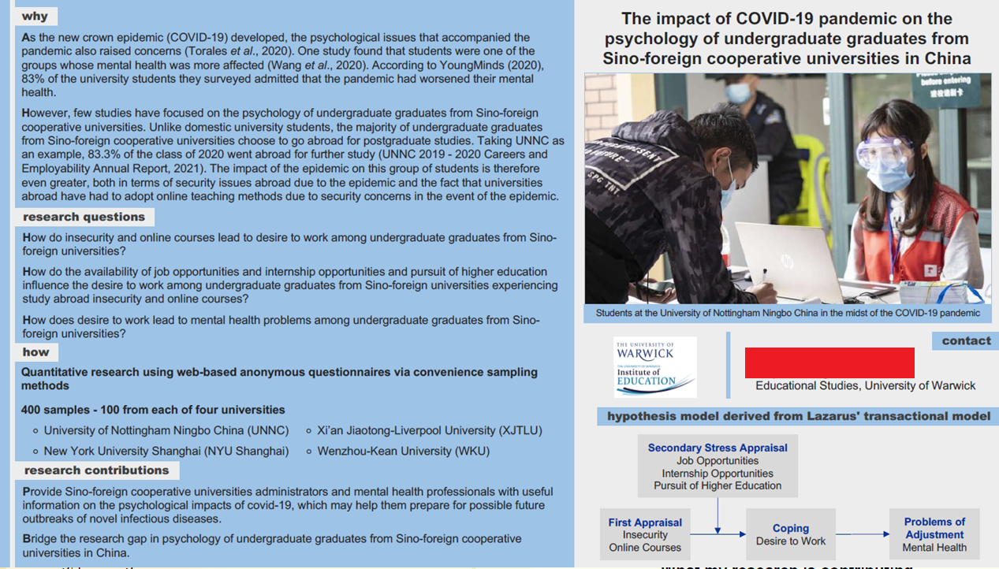 why
As the new crown epidemic (COVID-19) developed, the psychological issues that accompanied the
pandemic also raised concerns (Torales et al., 2020). One study found that students were one of the
groups whose mental health was more affected (Wang et al., 2020). According to YoungMinds (2020),
83% of the university students they surveyed admitted that the pandemic had worsened their mental
health.
However, few studies have focused on the psychology of undergraduate graduates from Sino-foreign
cooperative universities. Unlike domestic university students, the majority of undergraduate graduates
from Sino-foreign cooperative universities choose to go abroad for postgraduate studies. Taking UNNC as
an example, 83.3% of the class of 2020 went abroad for further study (UNNC 2019 - 2020 Careers and
Employability Annual Report, 2021). The impact of the epidemic on this group of students is therefore
even greater, both in terms of security issues abroad due to the epidemic and the fact that universities
abroad have had to adopt online teaching methods due to security concerns in the event of the epidemic.
research questions
How do insecurity and online courses lead to desire to work among undergraduate graduates from Sino-
foreign universities?
How do the availability of job opportunities and internship opportunities and pursuit of higher education
influence the desire to work among undergraduate graduates from Sino-foreign universities experiencing
study abroad insecurity and online courses?
How does desire to work lead to mental health problems among undergraduate graduates from Sino-
foreign universities?
how
Quantitative research using web-based anonymous questionnaires via convenience sampling
methods
400 samples - 100 from each of four universities
University of Nottingham Ningbo China (UNNC)
Xi'an Jiaotong-Liverpool University (XJTLU)
New York University Shanghai (NYU Shanghai)
Wenzhou-Kean University (WKU)
research contributions
Provide Sino-foreign cooperative universities administrators and mental health professionals with useful
information on the psychological impacts of covid-19, which may help them prepare for possible future
outbreaks of novel infectious diseases.
Bridge the research gap in psychology of undergraduate graduates from Sino-foreign cooperative
universities in China.
The impact of COVID-19 pandemic on the
psychology of undergraduate graduates from
Sino-foreign cooperative universities in China
before entering
SPG TNT
hp
Students at the University of Nottingham Ningbo China in the midst of the COVID-19 pandemic
THE UNIVERSITY OF
WARWICK
Institute of
EDUCATION
contact
Educational Studies, University of Warwick
hypothesis model derived from Lazarus' transactional model
Secondary Stress Appraisal
Job Opportunities
Internship Opportunities
Pursuit of Higher Education
First Appraisal
Insecurity
Online Courses
Coping
Desire to Work
Problems of
Adjustment
Mental Health